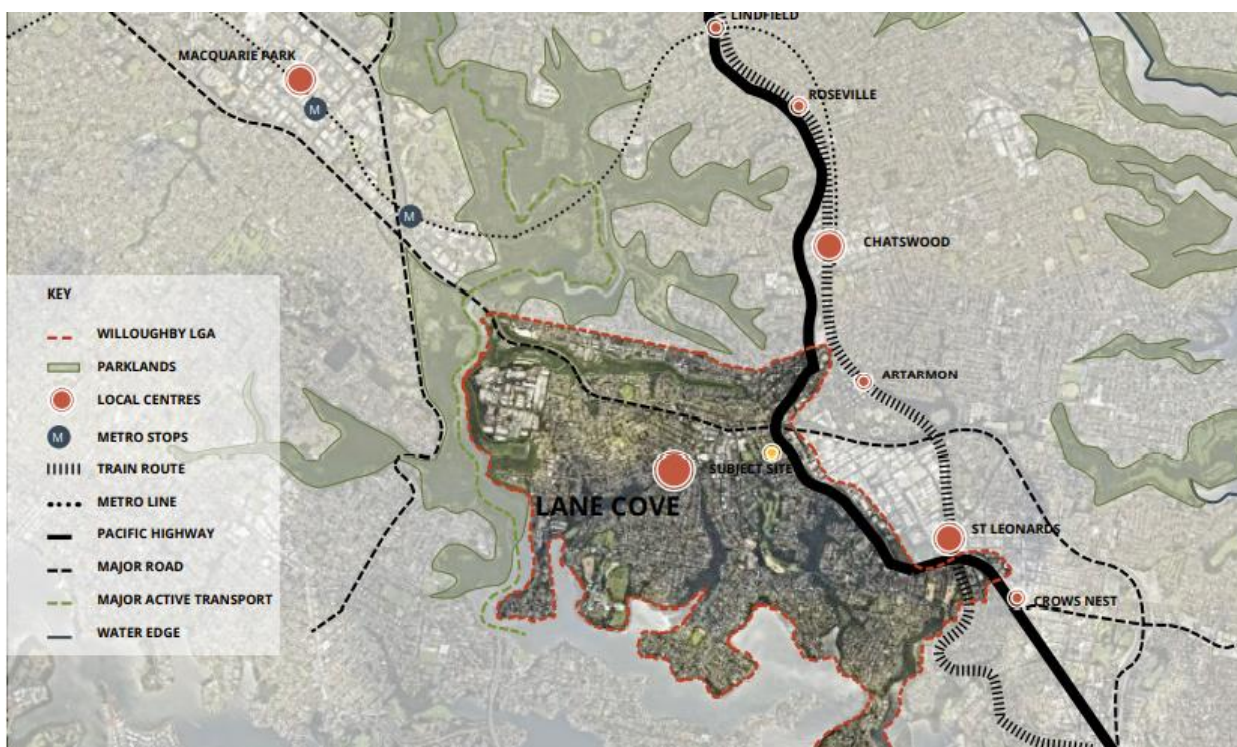 LINDFIELD
MACQUARIE PARK
M
ROSEVILLE
M
CHATSWOOD
KEY
WILLOUGHBY LGA
PARKLANDS
LOCAL CENTRES
M METRO STOPS
TRAIN ROUTE
METRO LINE
PACIFIC HIGHWAY
MAJOR ROAD
MAJOR ACTIVE TRANSPORT
WATER EDGE
ARTARMON
SUBJECT SITE
LANE COVE
ST LEONARDS
CROWS NEST